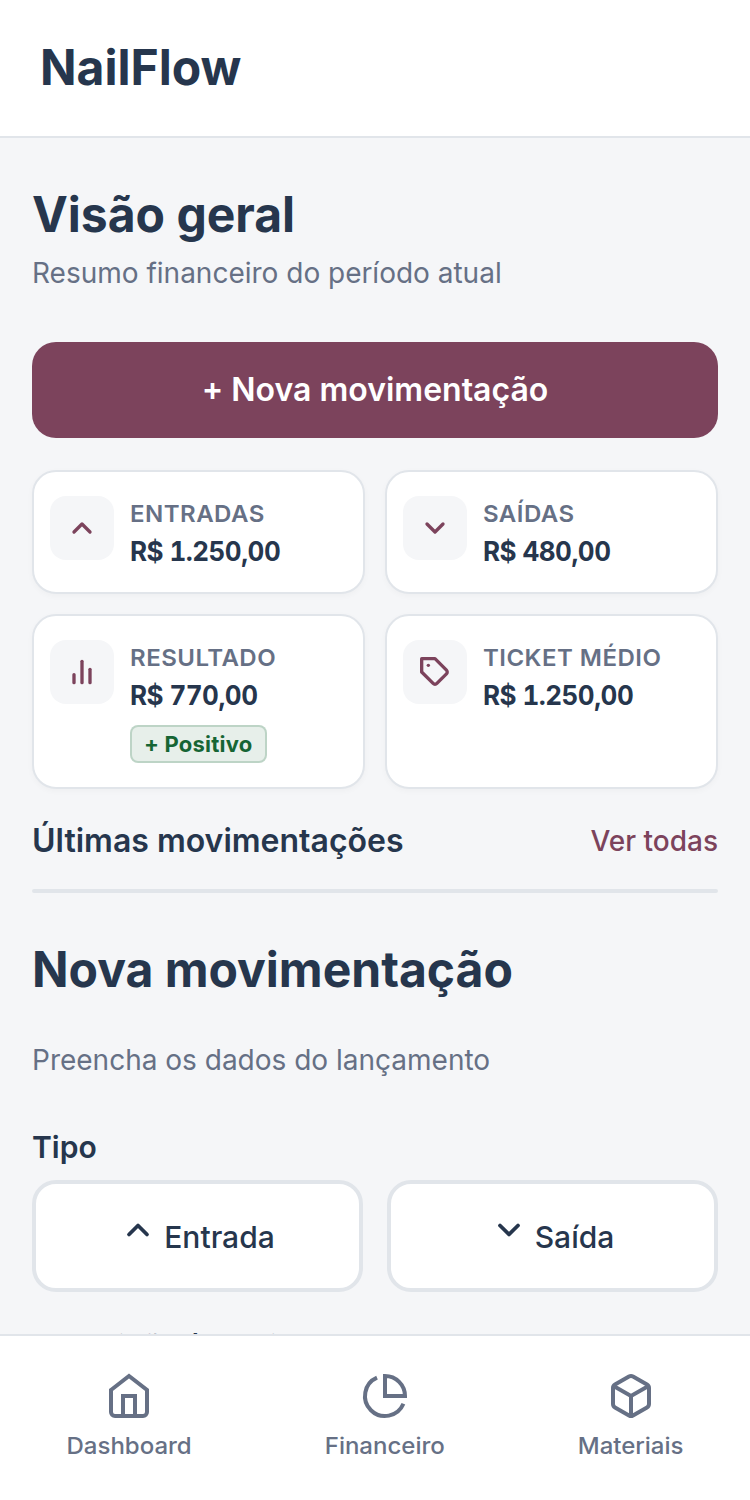 NailFlow
Visão geral
Resumo financeiro do período atual
+ Nova movimentação
ENTRADAS
R$ 1.250,00
SAÍDAS
R$ 480,00
RESULTADO
R$ 770,00
+ Positivo
TICKET MÉDIO
R$ 1.250,00
Últimas movimentações
Ver todas
Nova movimentação
Preencha os dados do lançamento
Tipo
Entrada
Saída
Dashboard
Financeiro
Materiais